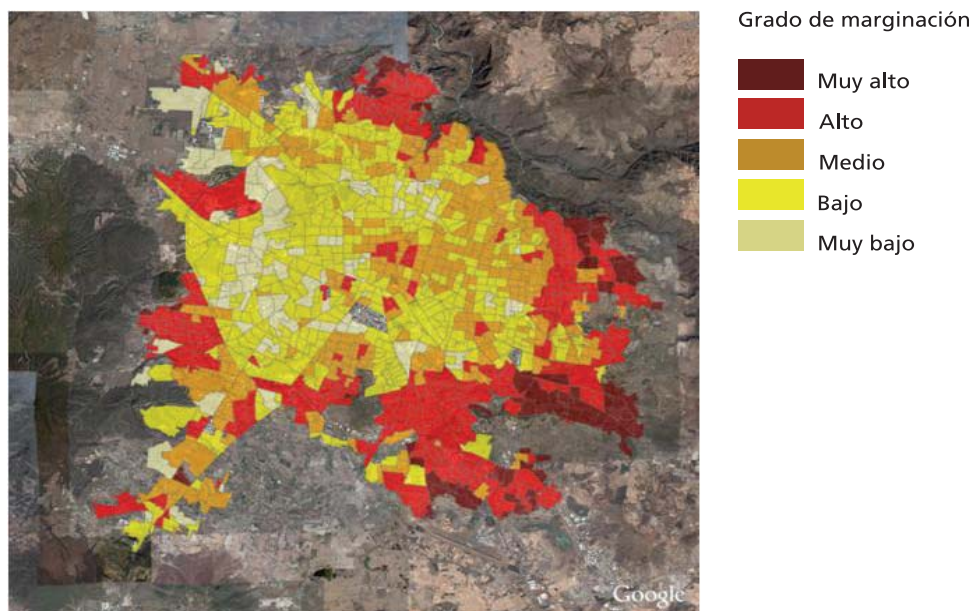 Grado de marginación
Muy alto
Alto
Medio
Bajo
Muy bajo
Google